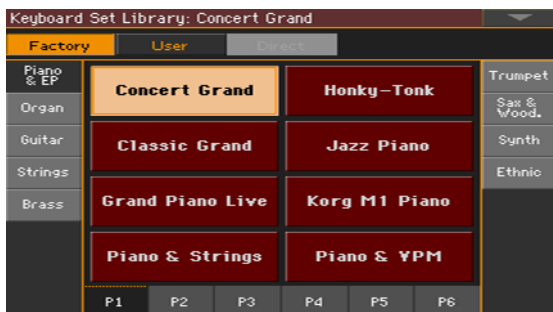 Keyboard Set Library: Concert Grand
Factory User Direct
Piano
& EP
Organ
Guitar
Strings
Brass
Concert Grand Honky-Tonk
Classic Grand Jazz Piano
Grand Piano Live Korg M1 Piano
Piano & Strings Piano & ¥PM
Trumpet
Sax &
Wood.
Synth
Ethnic
P1 P2 P3 P4 P5 P6